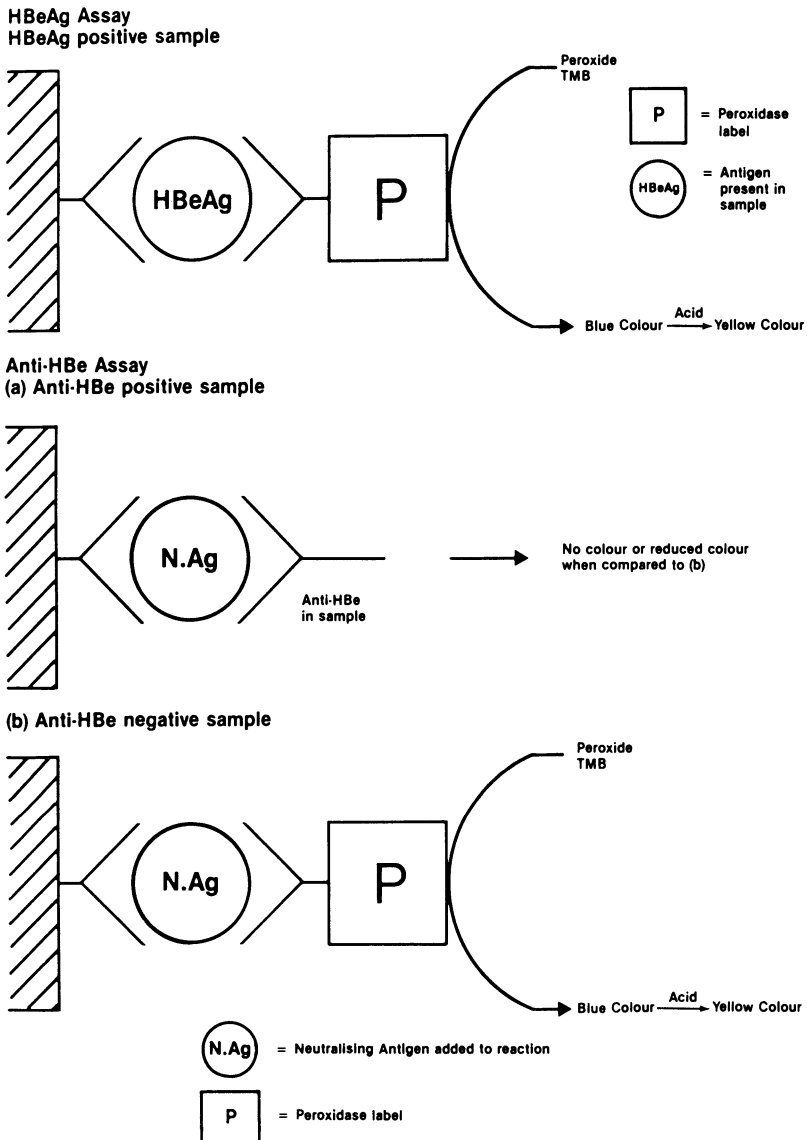 HBeAg Assay
HBeAg positive sample
Peroxide
TMB
P
= Peroxidase
label
HBeAg
P
HBeAg
= Antigen
present in
sample
Blue Colour
Acid
Yellow Colour
Anti-HBe Assay
(a) Anti-HBe positive sample
N.Ag
No colour or reduced colour
when compared to (b)
Anti-HBe
in sample
(b) Anti-HBe negative sample
Peroxide
TMB
N.Ag
P
Blue Colour
Acid
Yellow Colour
N.Ag
= Neutralising Antigen added to reaction
P
= Peroxidase label